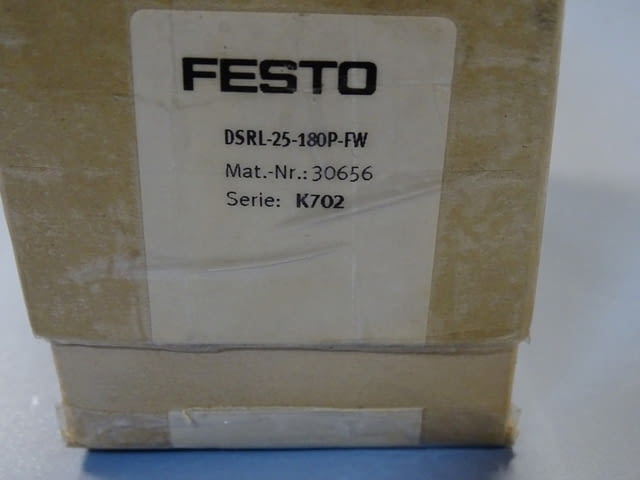 FESTO
DSRL-25-180P-FW
Mat.-Nr.: 30656
Serie: K702